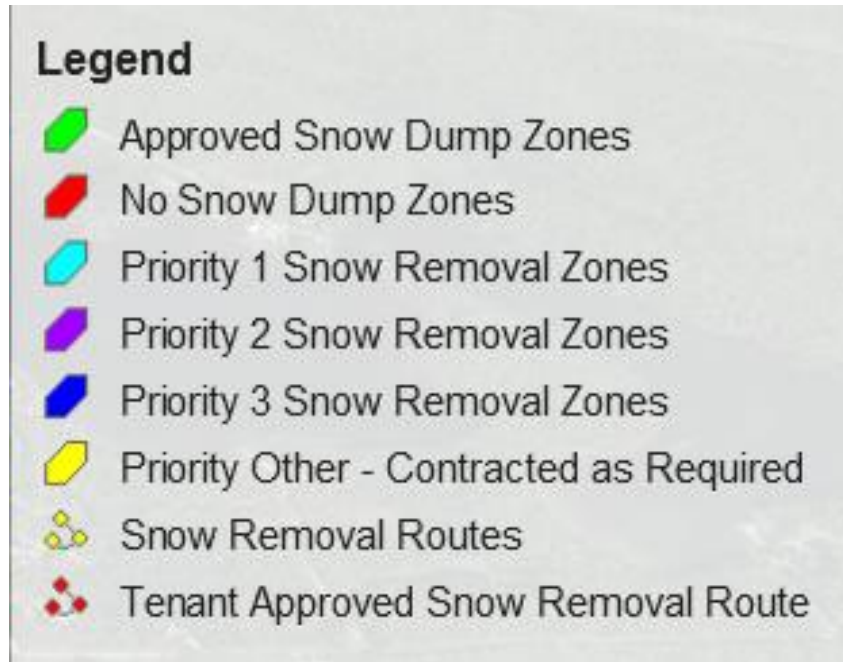 Legend
Approved Snow Dump Zones
No Snow Dump Zones
Priority 1 Snow Removal Zones
Priority 2 Snow Removal Zones
Priority 3 Snow Removal Zones
Priority Other - Contracted as Required
Snow Removal Routes
Tenant Approved Snow Removal Route